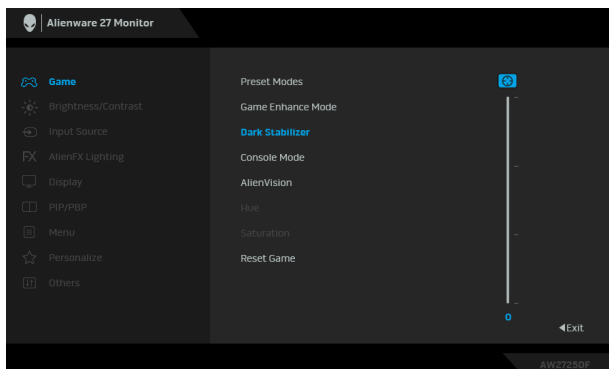 Alienware 27 Monitor
Game
Brightness/Contrast
Input Source
FX AlienFX Lighting
Display
PIP/PBP
Menu
Personalize
Others
Preset Modes
Game Enhance Mode
Dark Stabilizer
Console Mode
AlienVision
Hue
Saturation
Reset Game
0
Exit
AW2725DF